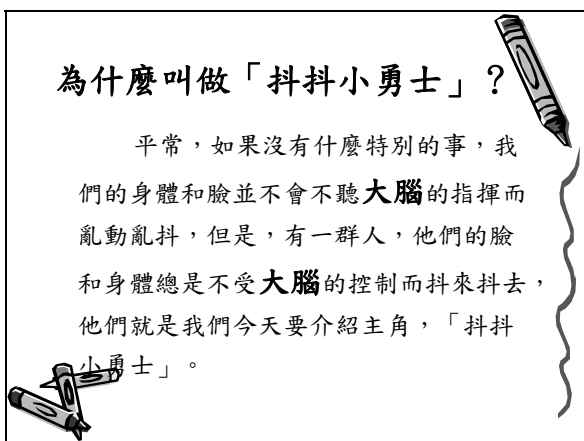 為什麼叫做「抖抖小勇士」？
平常，如果沒有什麼特別的事，我
們的身體和臉並不會不聽大腦的指揮而
亂動亂抖，但是，有一群人，他們的臉
和身體總是不受大腦的控制而抖來抖去，
他們就是我們今天要介紹主角，「抖抖
小勇士」。